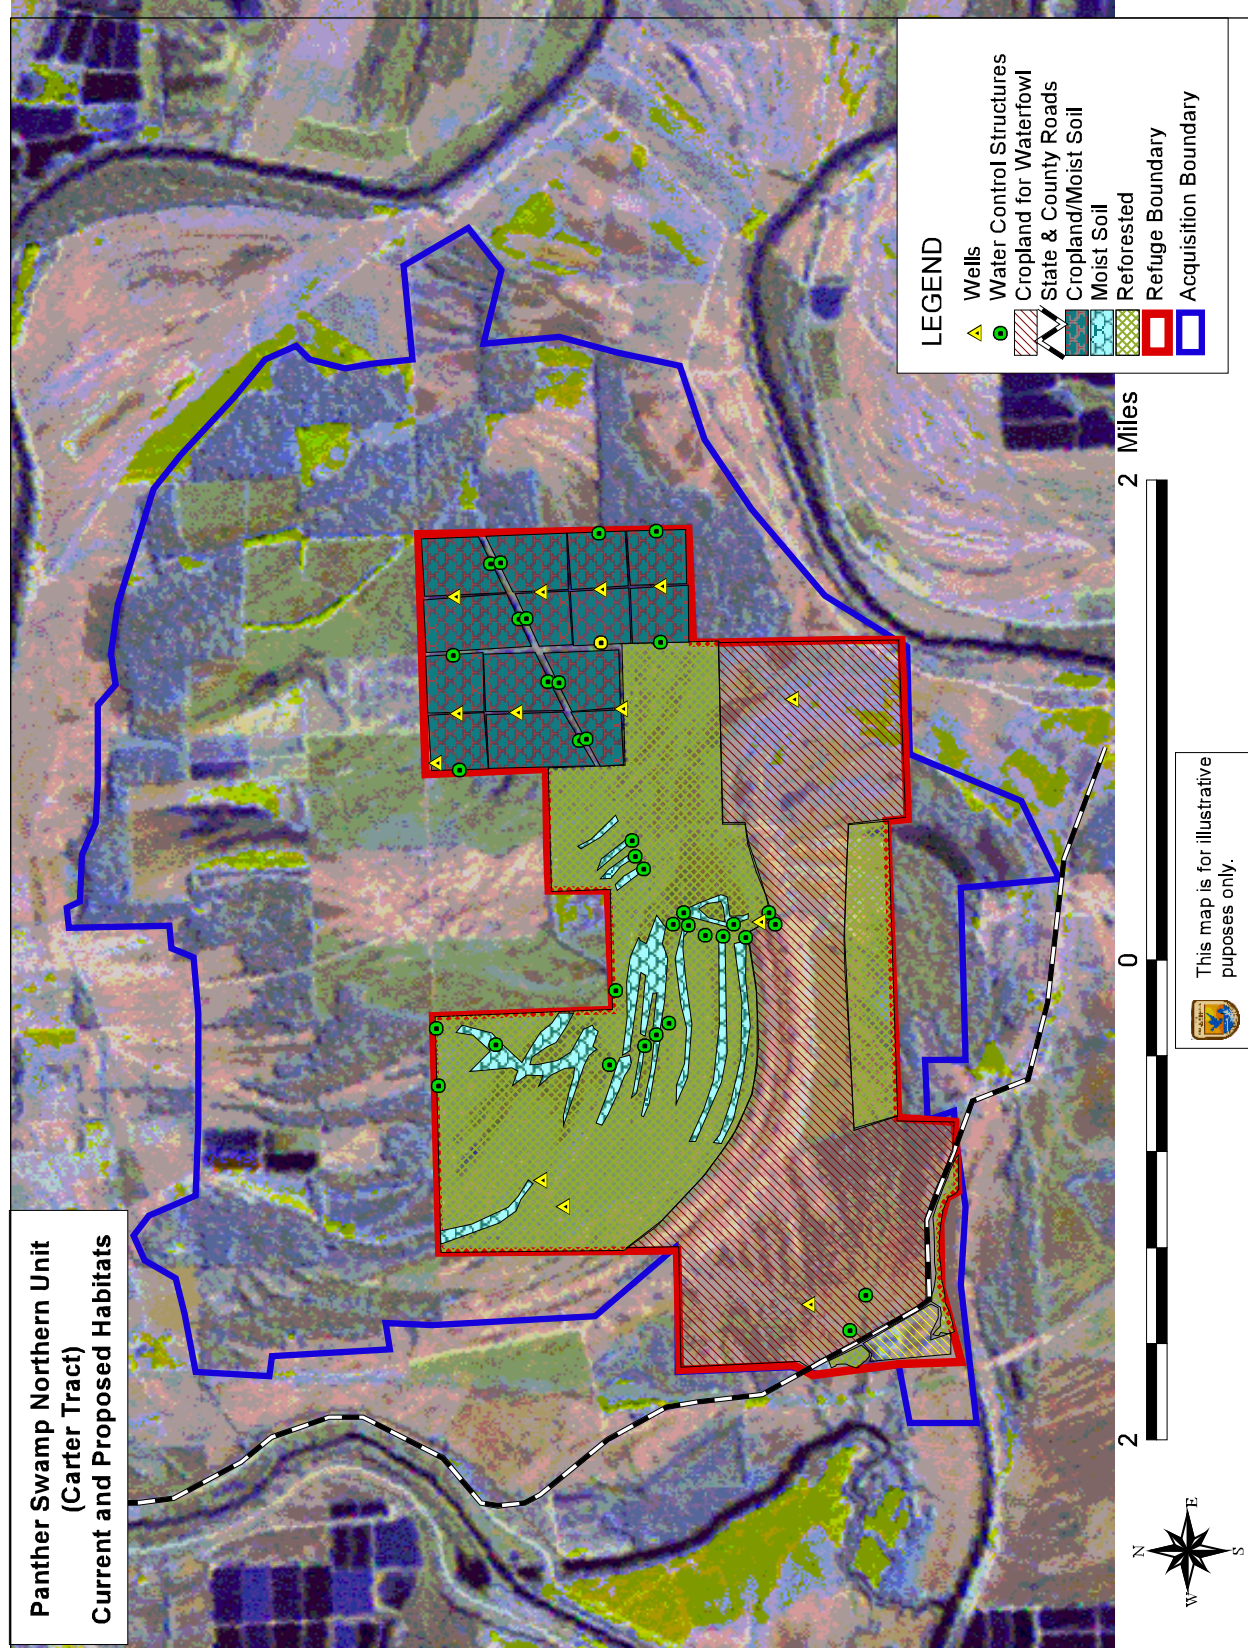 Panther Swamp Northern Unit
(Carter Tract)
Current and Proposed Habitats
LEGEND
Wells
Water Control Structures
Cropland for Waterfowl
State & County Roads
Cropland/Moist Soil
Moist Soil
Reforested
Refuge Boundary
Acquisition Boundary
2 0 2 Miles
This map is for illustrative
puposes only.
N
W E
S